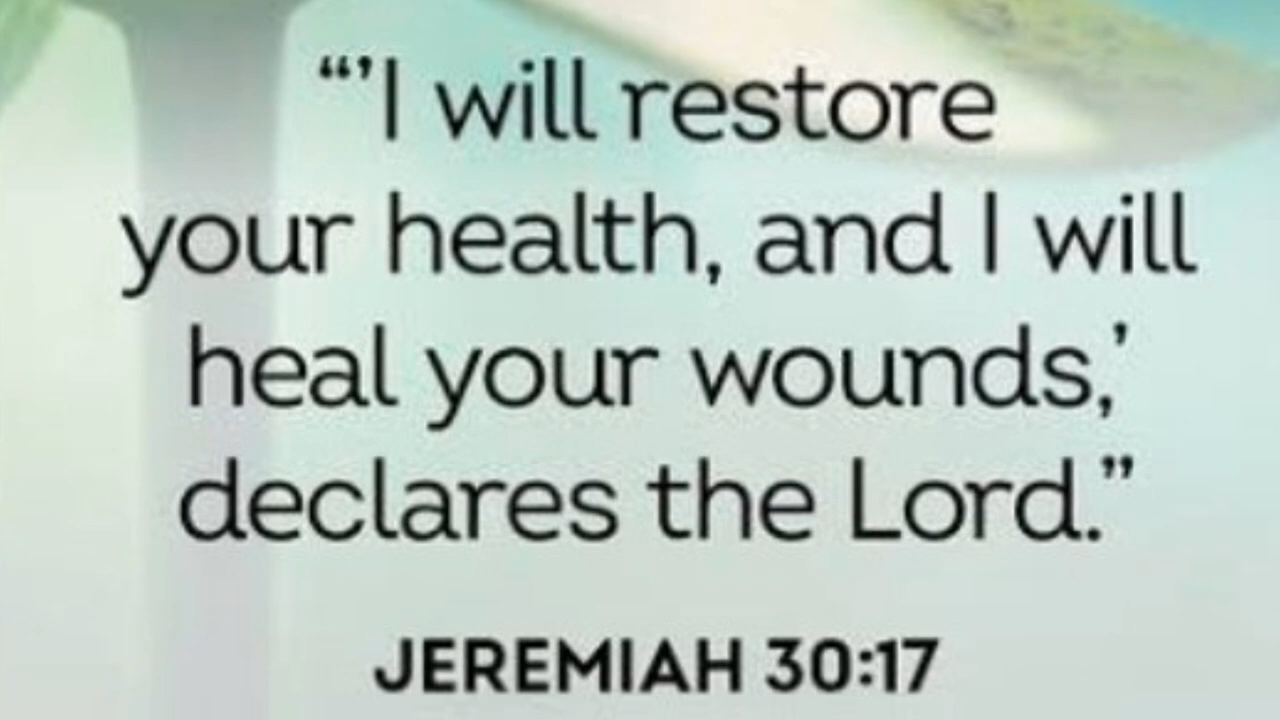 “’I will restore
your health, and I will
heal your wounds,’
declares the Lord.”
JEREMIAH 30:17